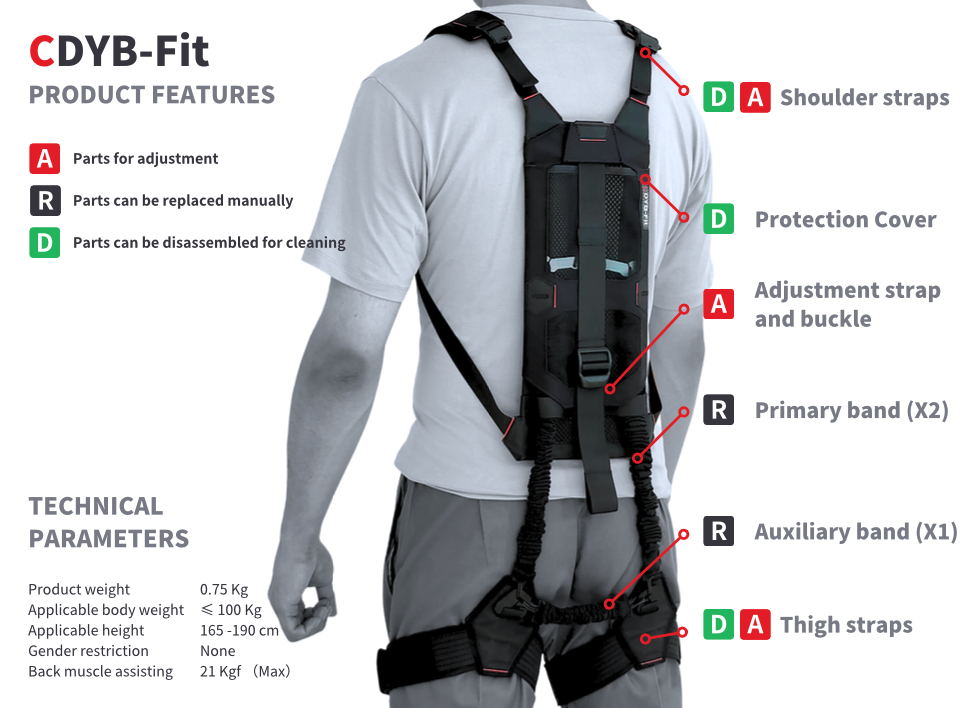 CDYB-Fit
PRODUCT FEATURES
A Parts for adjustment
R Parts can be replaced manually
D Parts can be disassembled for cleaning
D A Shoulder straps
D Protection Cover
A Adjustment strap
and buckle
R Primary band (X2)
R Auxiliary band (X1)
D A Thigh straps
CDYB-Fit
TECHNICAL
PARAMETERS
Product weight 0.75 Kg
Applicable body weight ≤ 100 Kg
Applicable height 165 -190 cm
Gender restriction None
Back muscle assisting 21 Kgf （Max）